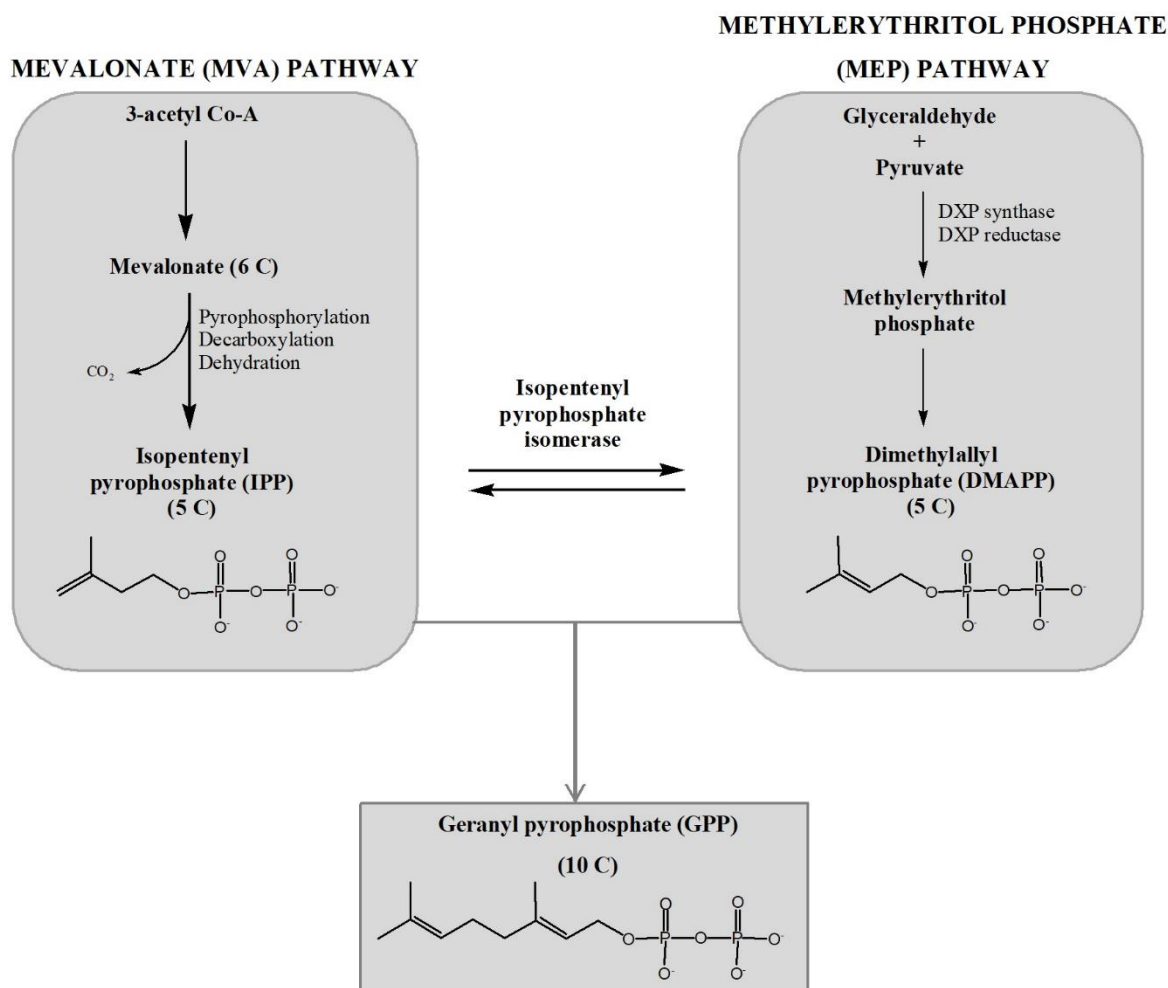 MEVALONATE (MVA) PATHWAY
3-acetyl Co-A
Mevalonate (6 C)
Pyrophosphorylation
Decarboxylation
Dehydration
CO2
Isopentenyl
pyrophosphate (IPP)
(5 C)
O
O
O
P
O
P
O-
O-
O-
Isopentenyl
pyrophosphate
isomerase
METHYLERYTHRITOL PHOSPHATE
(MEP) PATHWAY
Glyceraldehyde
+
Pyruvate
DXP synthase
DXP reductase
Methylerythritol
phosphate
Dimethylallyl
pyrophosphate (DMAPP)
(5 C)
O
O
O
P
O
P
O-
O-
O-
Geranyl pyrophosphate (GPP)
(10 C)
O
O
O
P
O
P
O-
O-
O-